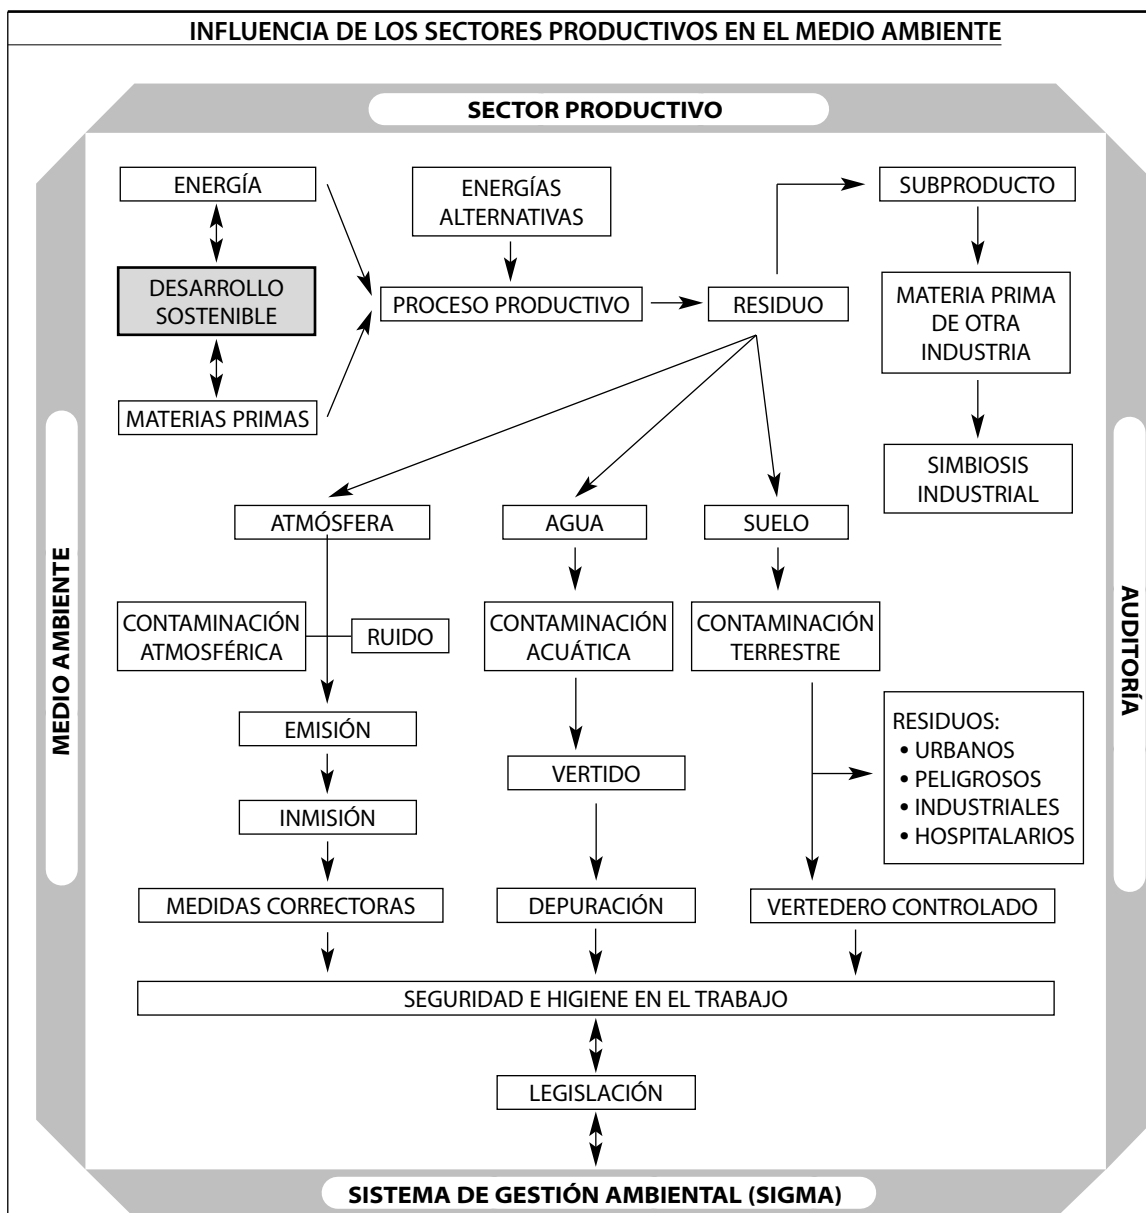 INFLUENCIA DE LOS SECTORES PRODUCTIVOS EN EL MEDIO AMBIENTE
SECTOR PRODUCTIVO
ENERGÍA
ENERGÍAS
ALTERNATIVAS
SUBPRODUCTO
DESARROLLO
SOSTENIBLE
PROCESO PRODUCTIVO
RESIDUO
MATERIA PRIMA
DE OTRA
INDUSTRIA
MATERIAS PRIMAS
SIMBIOSIS
INDUSTRIAL
ATMÓSFERA
AGUA
SUELO
MEDIO AMBIENTE
AUDITORÍA
CONTAMINACIÓN
ATMOSFÉRICA
RUIDO
CONTAMINACIÓN
ACUÁTICA
CONTAMINACIÓN
TERRESTRE
EMISIÓN
VERTIDO
RESIDUOS:
• URBANOS
• PELIGROSOS
• INDUSTRIALES
• HOSPITALARIOS
INMISIÓN
MEDIDAS CORRECTORAS
DEPURACIÓN
VERTEDERO CONTROLADO
SEGURIDAD E HIGIENE EN EL TRABAJO
LEGISLACIÓN
SISTEMA DE GESTIÓN AMBIENTAL (SIGMA)